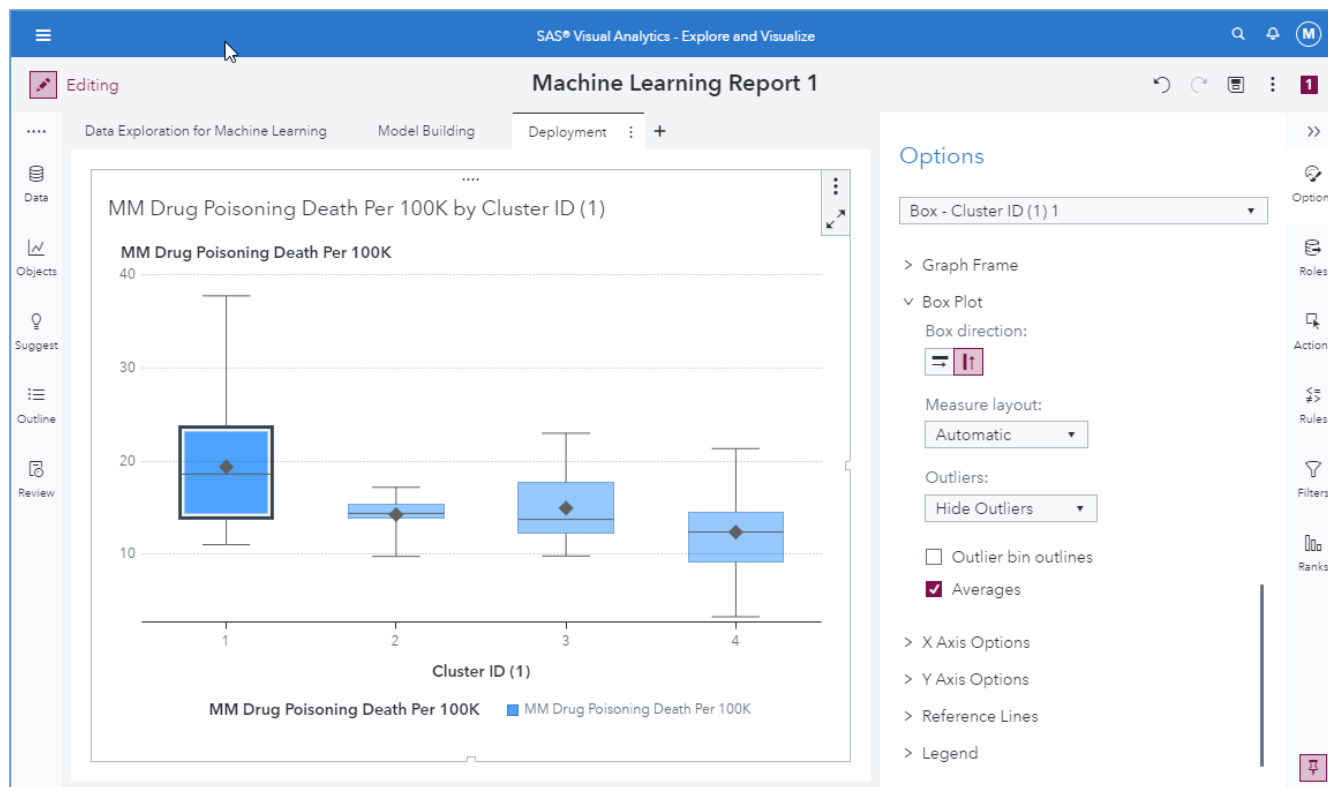 SAS® Visual Analytics - Explore and Visualize
M
Editing
Machine Learning Report 1
1
Data Exploration for Machine Learning
Model Building
Deployment
Data
Objects
Suggest
Outline
Review
MM Drug Poisoning Death Per 100K by Cluster ID (1)
MM Drug Poisoning Death Per 100K
40
30
20
10
1 2 3 4
Cluster ID (1)
MM Drug Poisoning Death Per 100K MM Drug Poisoning Death Per 100K
Options
Box - Cluster ID (1) 1
Graph Frame
Box Plot
Box direction:
Measure layout:
Automatic
Outliers:
Hide Outliers
Outlier bin outlines
Averages
X Axis Options
Y Axis Options
Reference Lines
Legend
Option
Roles
Action
Rules
Filters
Ranks